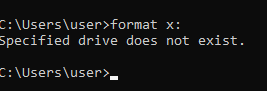 C:\Users\user>format x:
Specified drive does not exist.
C:\Users\user>